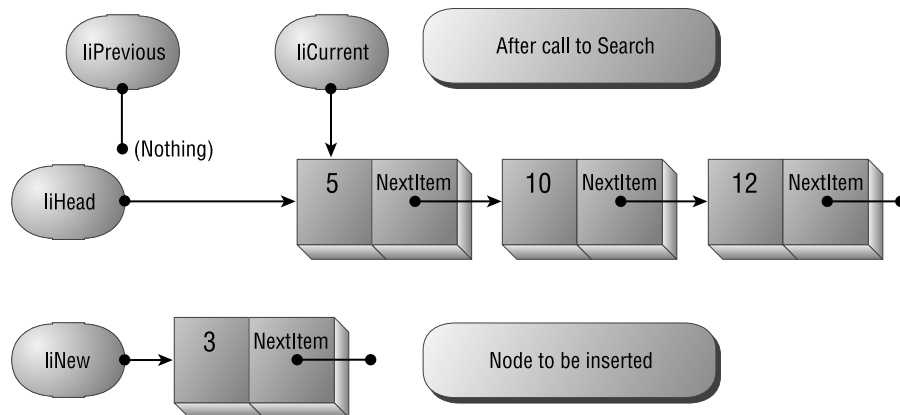 liPrevious
liCurrent
After call to Search
(Nothing)
liHead
5 NextItem
10 NextItem
12 NextItem
liNew
3 NextItem
Node to be inserted